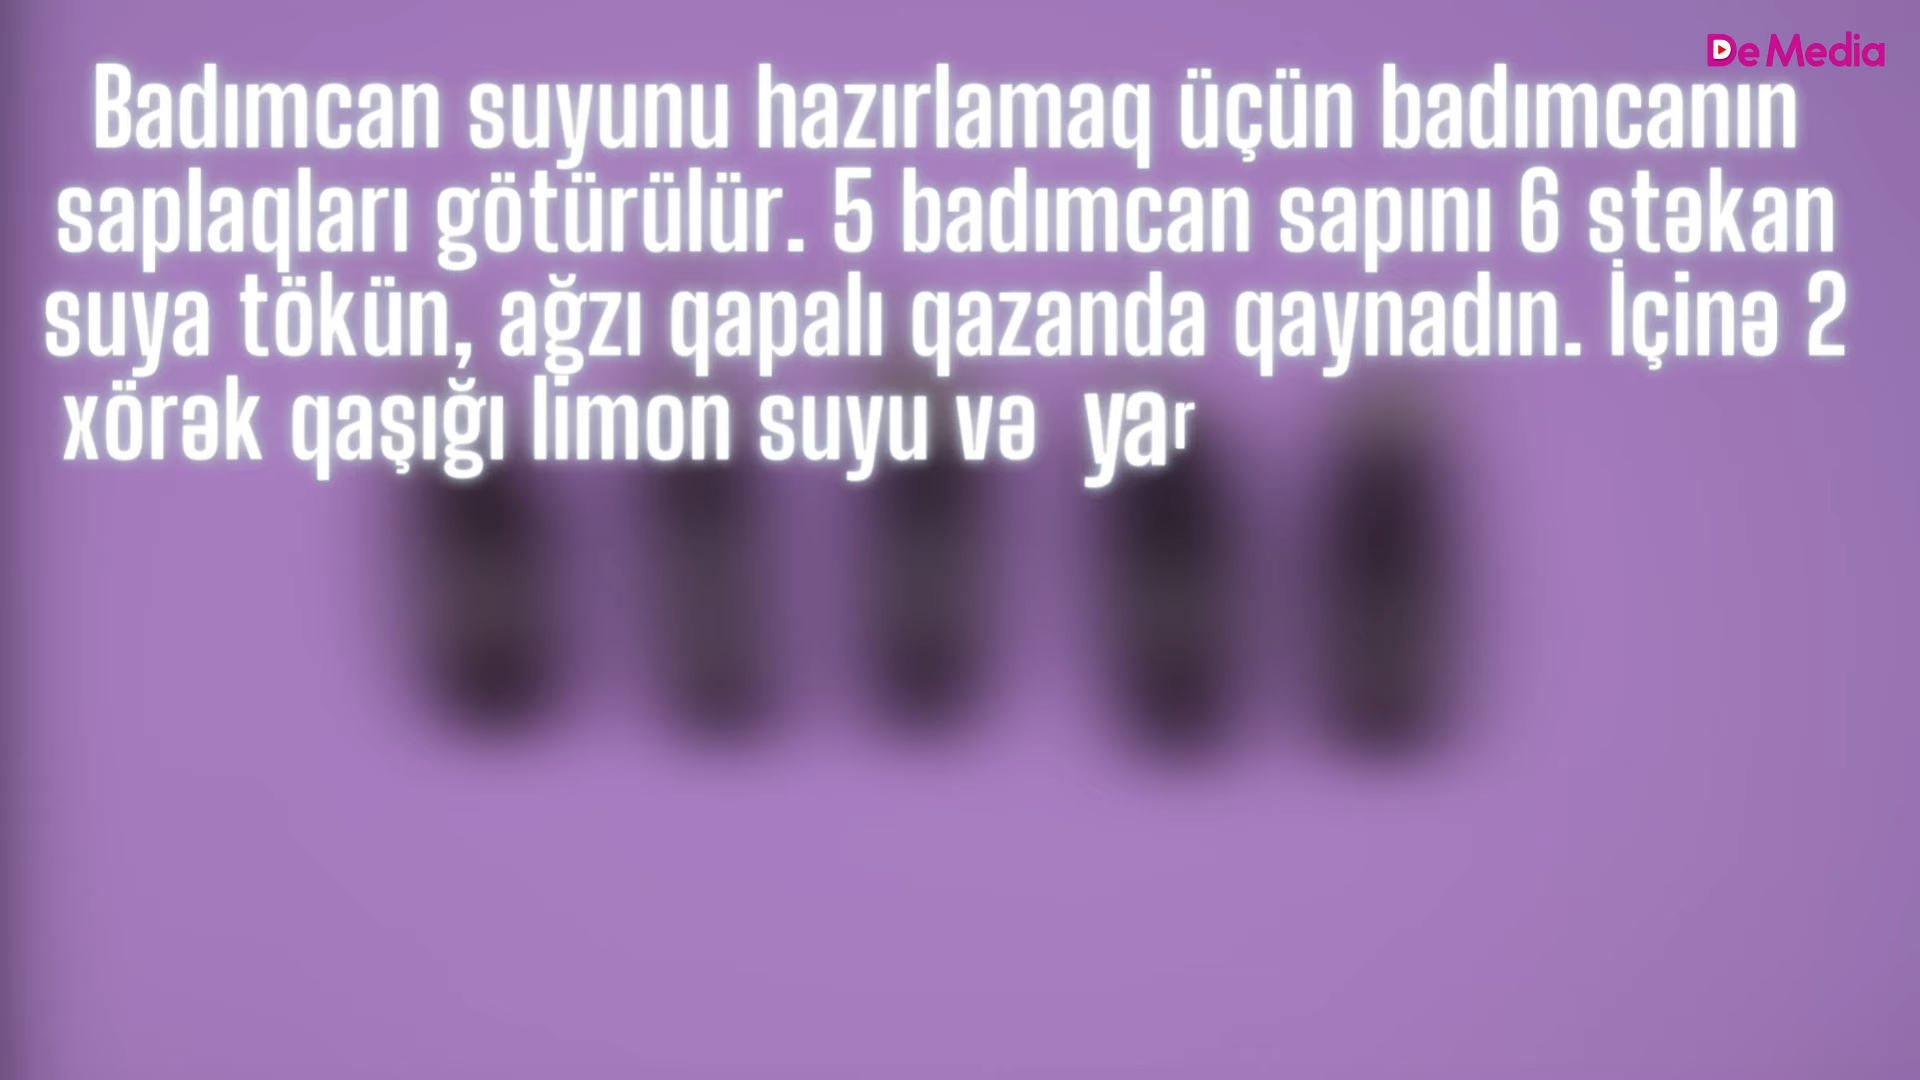 De Media
Badımcan suyunu hazırlamaq üçün badımcanın
saplaqları götürülür. 5 badımcan sapını 6 stəkan
suya tökün, ağzı qapalı qazanda qaynadın. İçinə 2
xörək qaşığı limon suyu və yar